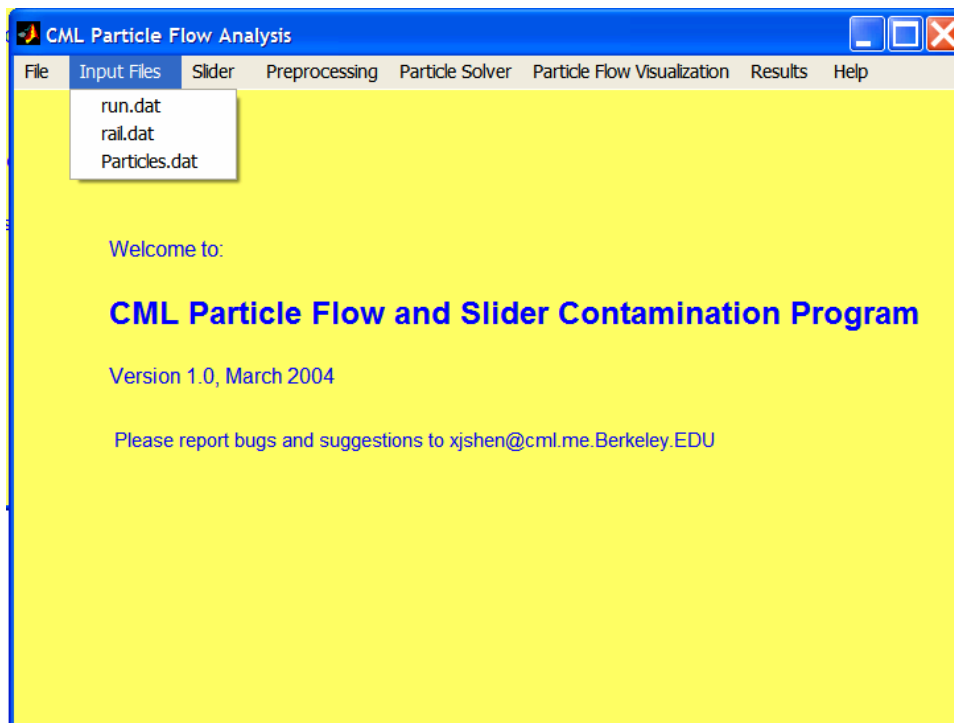 CML Particle Flow Analysis
File Input Files Slider Preprocessing Particle Solver Particle Flow Visualization Results Help
run.dat
rail.dat
Particles.dat
Welcome to:
CML Particle Flow and Slider Contamination Program
Version 1.0, March 2004
Please report bugs and suggestions to xjshen@cml.me.Berkeley.EDU